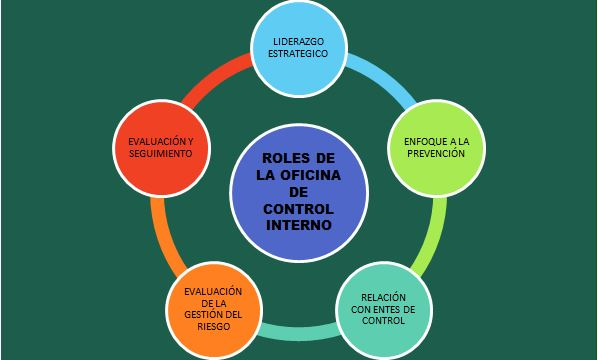 LIDERAZGO
ESTRATEGICO
ENFOQUE A LA
PREVENCIÓN
RELACIÓN
CON ENTES DE
CONTROL
EVALUACIÓN
DE LA
GESTIÓN DEL
RIESGO
EVALUACIÓN Y
SEGUIMIENTO
ROLES DE
LA OFICINA
DE
CONTROL
INTERNO